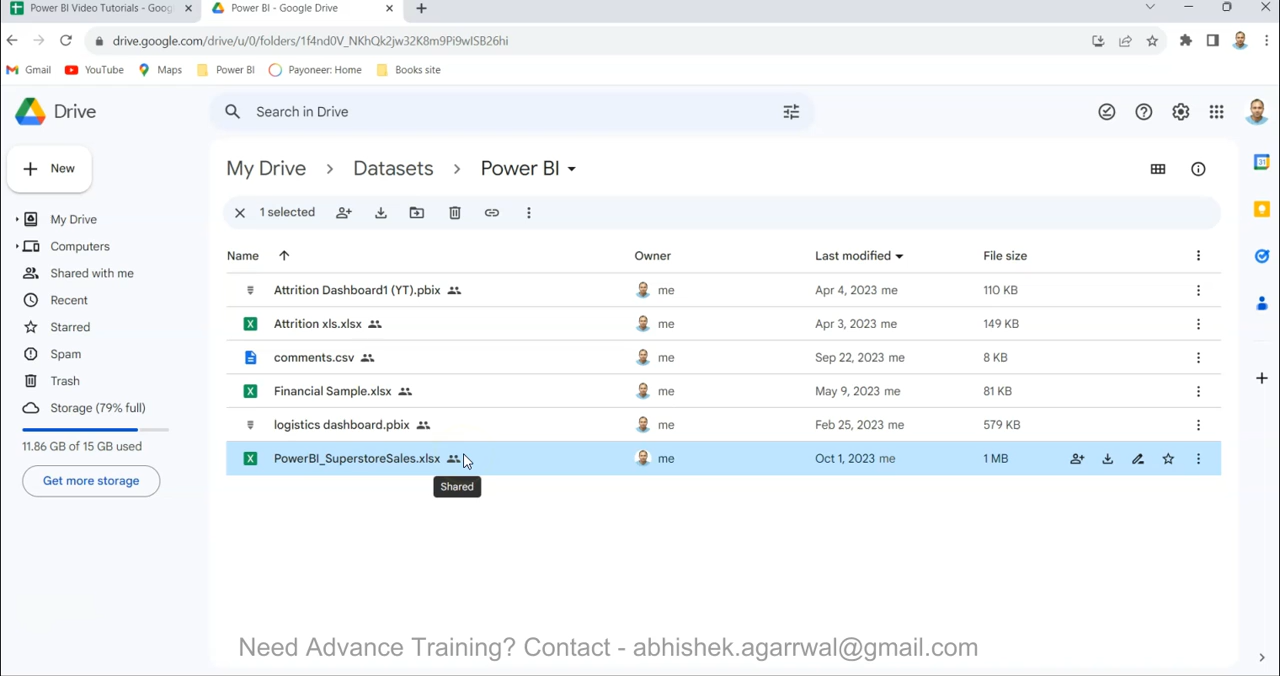 Power BI Video Tutorials - Goog
Power BI - Google Drive
drive.google.com/drive/u/0/folders/1f4nd0V_NKhQk2jw32K8m9Pi9wISB26hi
Gmail YouTube Maps Power BI Payoneer: Home Books site
Drive
Search in Drive
New
My Drive
Computers
Shared with me
Recent
Starred
Spam
Trash
Storage (79% full)
11.86 GB of 15 GB used
Get more storage
My Drive > Datasets > Power BI
1 selected
Name Owner Last modified File size
Attrition Dashboard1 (YT).pbix me Apr 4, 2023 me 110 KB
Attrition xls.xlsx me Apr 3, 2023 me 149 KB
comments.csv me Sep 22, 2023 me 8 KB
Financial Sample.xlsx me May 9, 2023 me 81 KB
logistics dashboard.pbix me Feb 25, 2023 me 579 KB
PowerBI_SuperstoreSales.xlsx me Oct 1, 2023 me 1 MB
Shared
31
Need Advance Training? Contact - abhishek.agarrwal@gmail.com